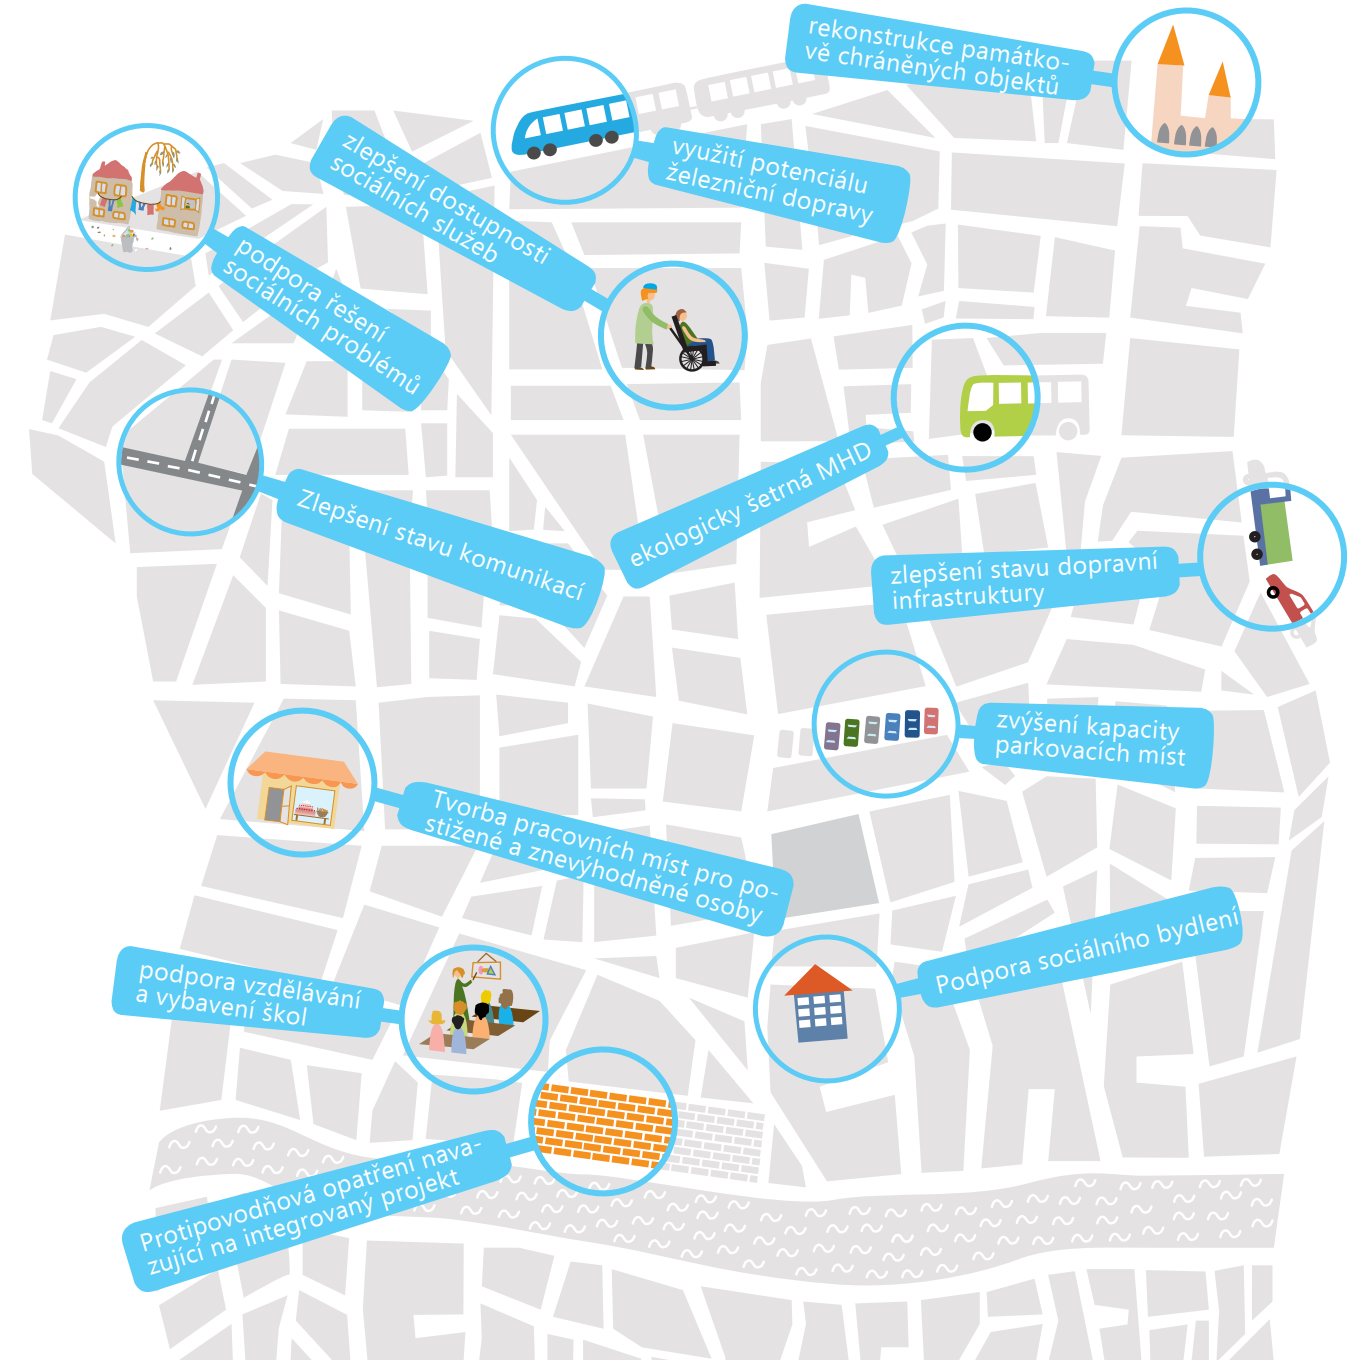 rekonstrukce památko-
vě chráněných objektů
využití potenciálu
železniční dopravy
zlepšení dostupnosti
sociálních služeb
podpora řešení
sociálních problémů
ekologicky šetrná MHD
Zlepšení stavu komunikací
zlepšení stavu dopravní
infrastruktury
zvýšení kapacity
parkovacích míst
Tvorba pracovních míst pro po-
stižené a znevýhodněné osoby
Podpora sociálního bydlení
podpora vzdělávání
a vybavení škol
Protipovodňová opatření nava-
zující na integrovaný projekt